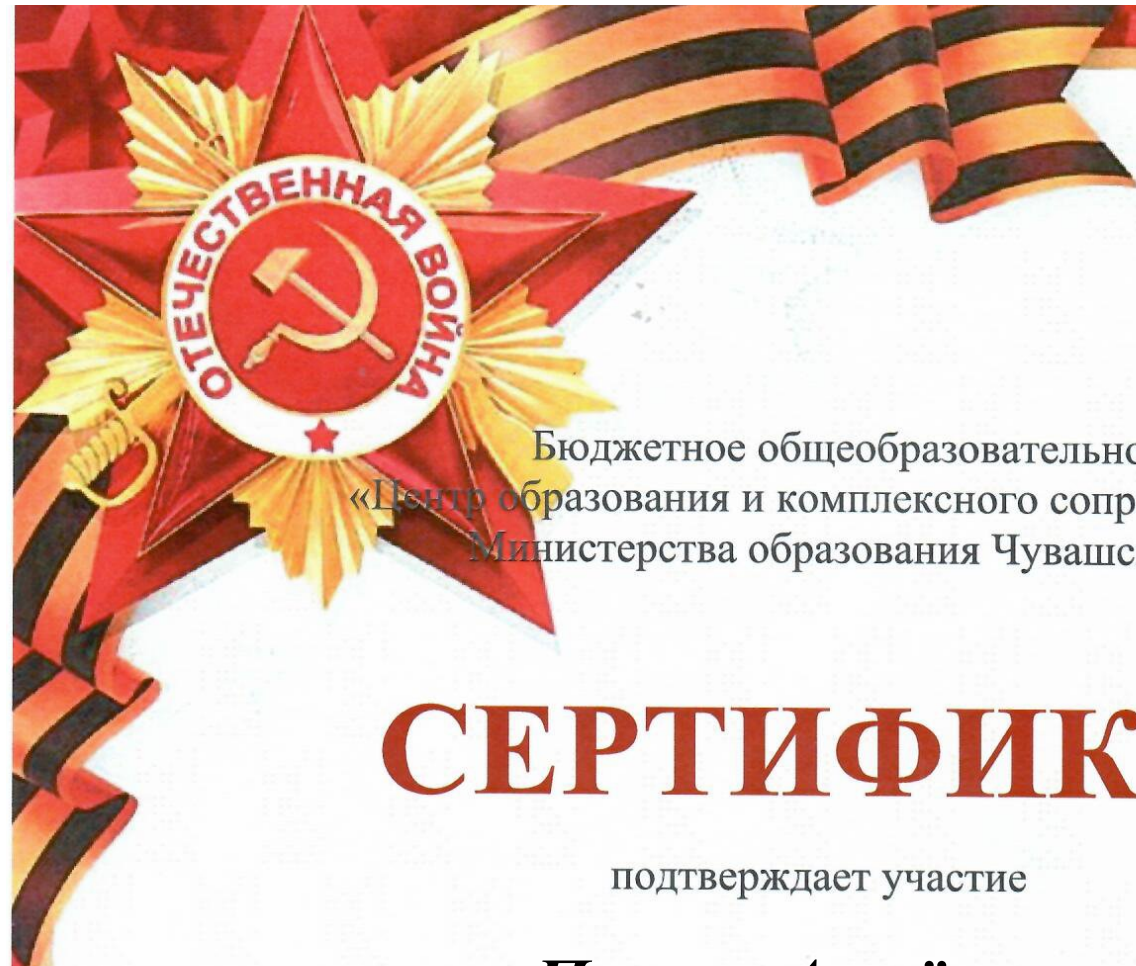 ОТЕЧЕСТВЕННАЯ ВОЙНА
Бюджетное общеобразовательно
«Центр образования и комплексного сопр
Министерства образования Чувашс
СЕРТИФИК
подтверждает участие